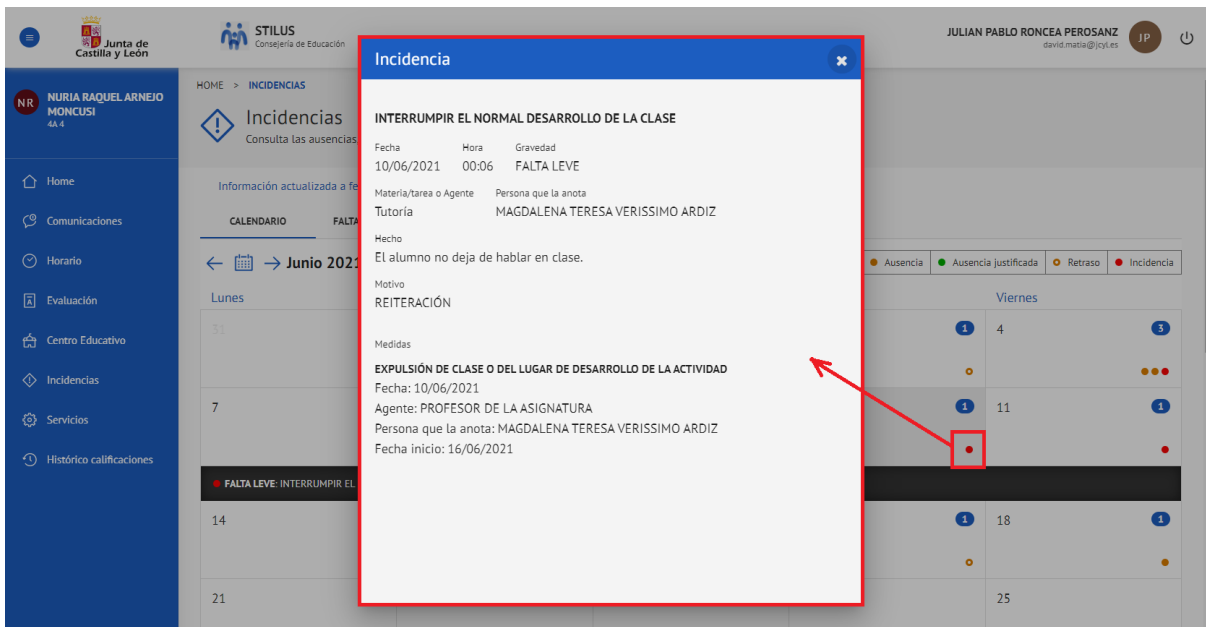 Junta de
Castilla y León
STILUS
Consejería de Educación
JULIAN PABLO RONCEA PEROSANZ
david.matia@jcyl.es
JP
NR
NURIA RAQUEL ARNEJO
MONCUSI
4A 4
Home
Comunicaciones
Horario
Evaluación
Centro Educativo
Incidencias
Servicios
Histórico calificaciones
HOME > INCIDENCIAS
Incidencias
Consulta las ausencias
Información actualizada a fe
CALENDARIO FALTA
Junio 2021
Ausencia Ausencia justificada Retraso Incidencia
Lunes Viernes
31 1 4 3
7 1 11 1
FALTA LEVE: INTERRUMPIR EL
14 1 18 1
21 25
Incidencia
INTERRUMPIR EL NORMAL DESARROLLO DE LA CLASE
Fecha Hora Gravedad
10/06/2021 00:06 FALTA LEVE
Materia/tarea o Agente Persona que la anota
Tutoría MAGDALENA TERESA VERISSIMO ARDIZ
Hecho
El alumno no deja de hablar en clase.
Motivo
REITERACIÓN
Medidas
EXPULSIÓN DE CLASE O DEL LUGAR DE DESARROLLO DE LA ACTIVIDAD
Fecha: 10/06/2021
Agente: PROFESOR DE LA ASIGNATURA
Persona que la anota: MAGDALENA TERESA VERISSIMO ARDIZ
Fecha inicio: 16/06/2021